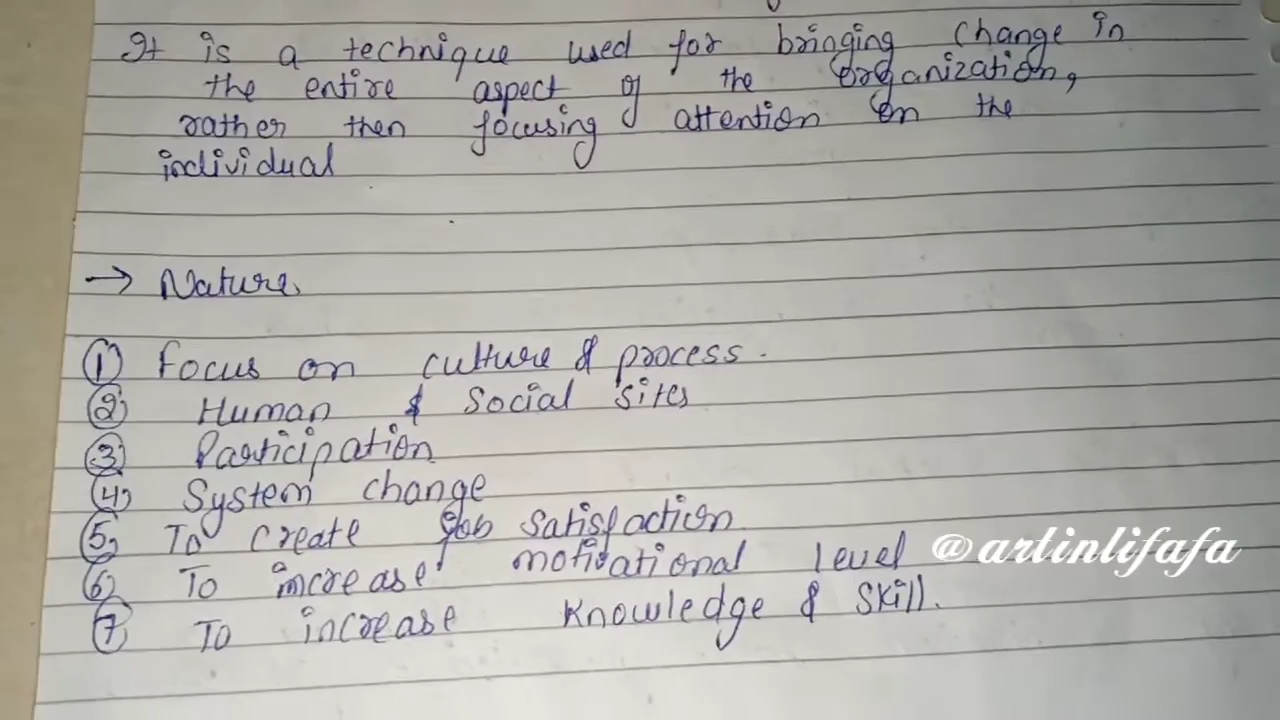 It is a technique used for bringing change in
the entire aspect of the organization,
rather then focusing attention on the
individual
→ Nature,
① Focus on culture & process.
② Human & Social sites
③ Participation
④ System change
⑤ To create job satisfaction
⑥ To increase motivational level
@artinlifafa
⑦ To increase knowledge & skill.